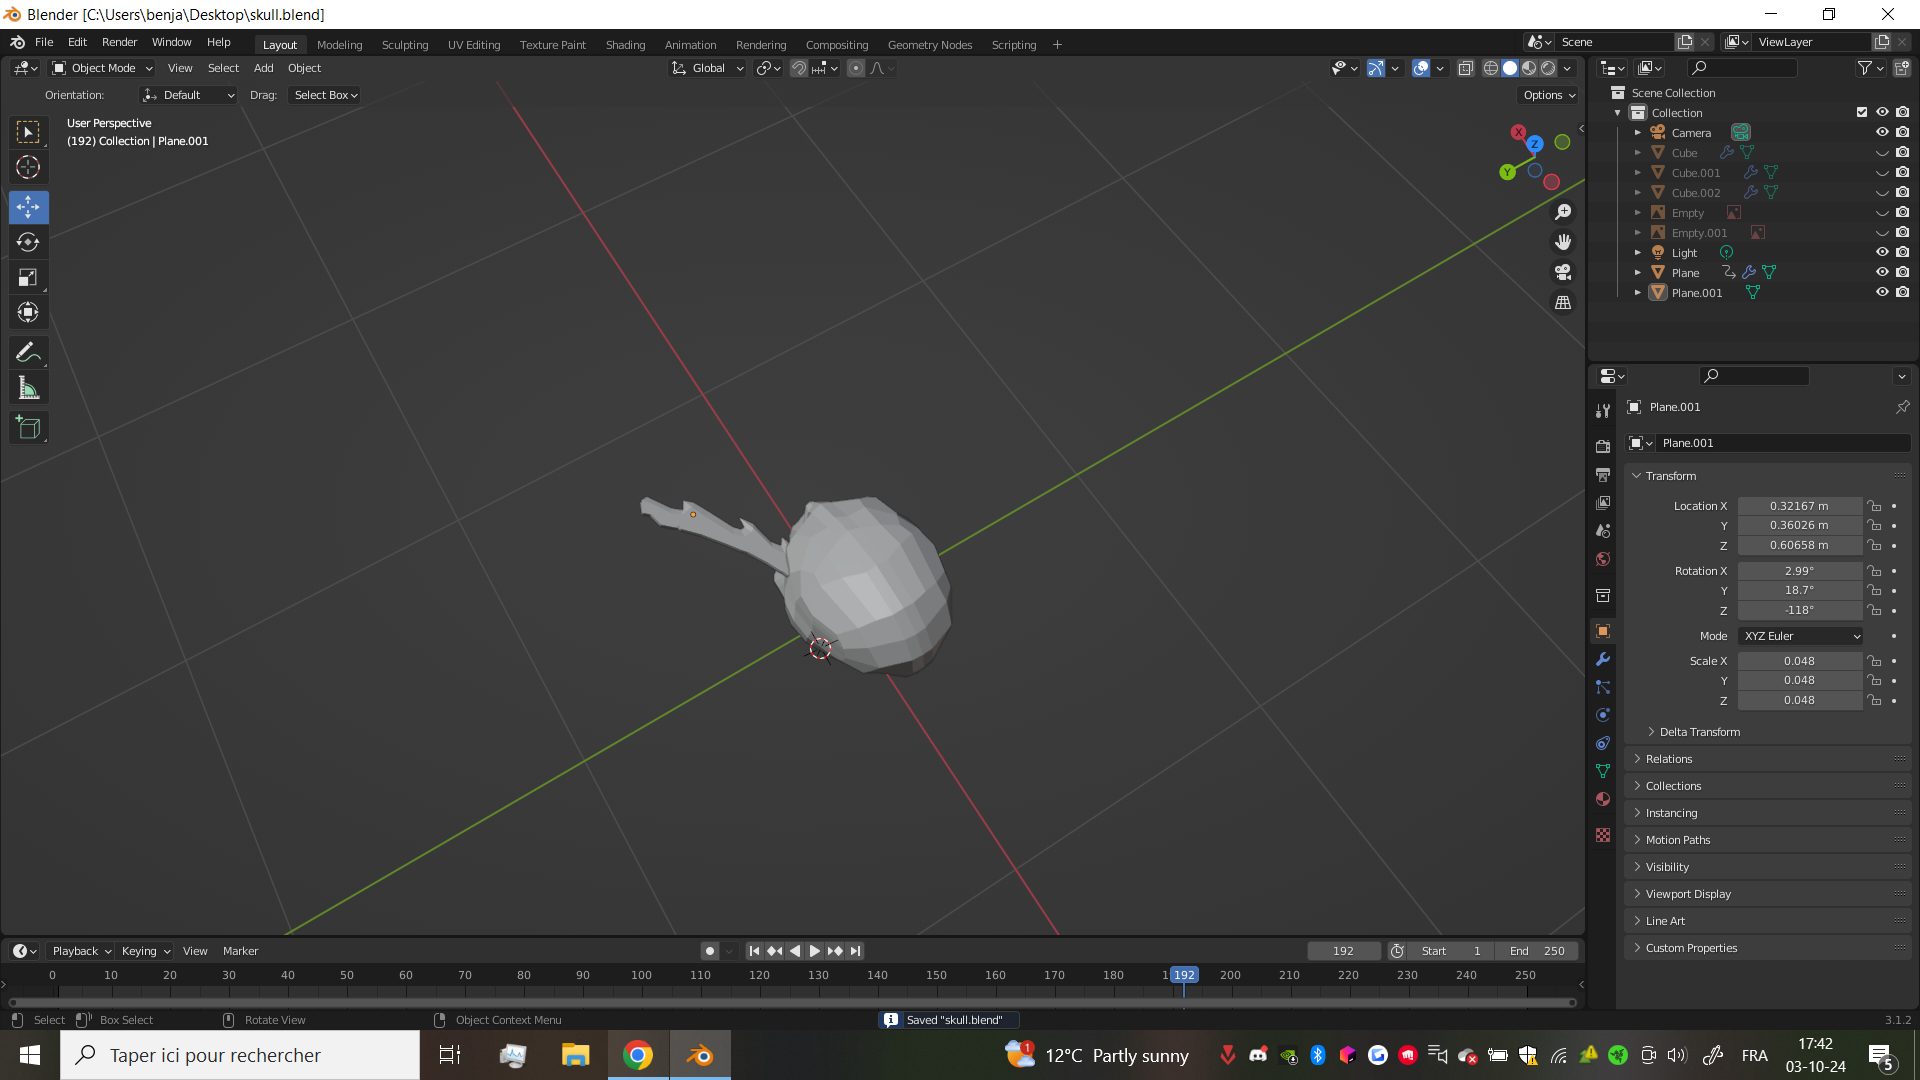 Blender [C:\Users\benja\Desktop\skull.blend]
File Edit Render Window Help Layout Modeling Sculpting UV Editing Texture Paint Shading Animation Rendering Compositing Geometry Nodes Scripting + Scene ViewLayer
Object Mode View Select Add Object Global
Orientation: Default Drag: Select Box Options
User Perspective
(192) Collection | Plane.001
X
Z
Y
Scene Collection
Collection
Camera
Cube
Cube.001
Cube.002
Empty
Empty.001
Light
Plane
Plane.001
Plane.001
Plane.001
Transform
Location X 0.32167 m
Y 0.36026 m
Z 0.60658 m
Rotation X 2.99°
Y 18.7°
Z -118°
Mode XYZ Euler
Scale X 0.048
Y 0.048
Z 0.048
Delta Transform
Relations
Collections
Instancing
Motion Paths
Visibility
Viewport Display
Line Art
Custom Properties
Playback Keying View Marker 192 Start 1 End 250
0 10 20 30 40 50 60 70 80 90 100 110 120 130 140 150 160 170 180 192 200 210 220 230 240 250
Select Box Select Rotate View Object Context Menu Saved "skull.blend" 3.1.2
Taper ici pour rechercher 1 12°C Partly sunny FRA 17:42
03-10-24 5